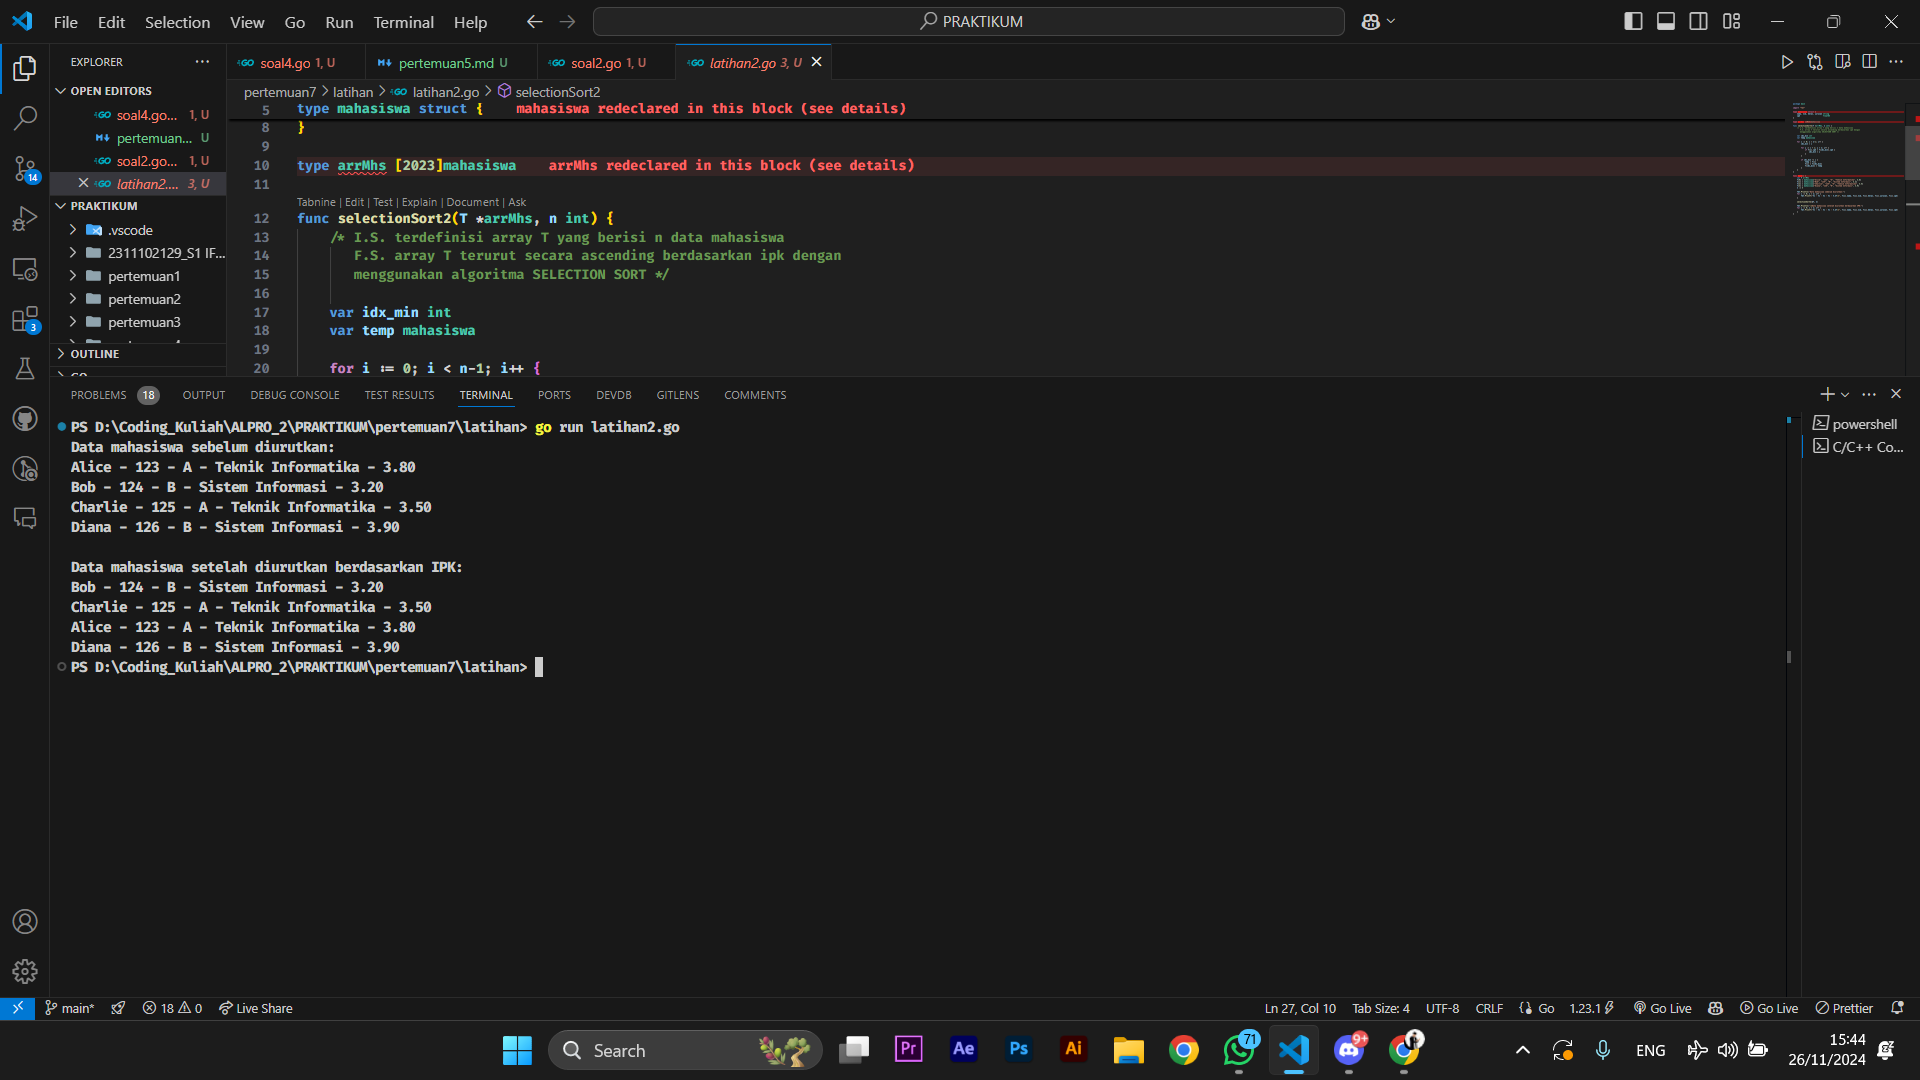 File Edit Selection View Go Run Terminal Help
PRAKTIKUM
EXPLORER
soal4.go 1, U
pertemuan5.md U
soal2.go 1, U
latihan2.go 3, U
OPEN EDITORS
soal4.go... 1, U
pertemuan... U
soal2.go... 1, U
latihan2.... 3, U
PRAKTIKUM
.vscode
2311102129_S1 IF...
pertemuan1
pertemuan2
pertemuan3
OUTLINE
14
3
pertemuan7 > latihan > latihan2.go > selectionSort2
5 type mahasiswa struct { mahasiswa redeclared in this block (see details)
8 }
9
10 type arrMhs [2023]mahasiswa arrMhs redeclared in this block (see details)
11
Tabnine | Edit | Test | Explain | Document | Ask
12 func selectionSort2(T *arrMhs, n int) {
13 /* I.S. terdefinisi array T yang berisi n data mahasiswa
14 F.S. array T terurut secara ascending berdasarkan ipk dengan
15 menggunakan algoritma SELECTION SORT */
16
17 var idx_min int
18 var temp mahasiswa
19
20 for i := 0; i < n-1; i++ {
PROBLEMS 18 OUTPUT DEBUG CONSOLE TEST RESULTS TERMINAL PORTS DEVDB GITLENS COMMENTS
powershell
C/C++ Co...
PS D:\Coding_Kuliah\ALPRO_2\PRAKTIKUM\pertemuan7\latihan> go run latihan2.go
Data mahasiswa sebelum diurutkan:
Alice - 123 - A - Teknik Informatika - 3.80
Bob - 124 - B - Sistem Informasi - 3.20
Charlie - 125 - A - Teknik Informatika - 3.50
Diana - 126 - B - Sistem Informasi - 3.90
Data mahasiswa setelah diurutkan berdasarkan IPK:
Bob - 124 - B - Sistem Informasi - 3.20
Charlie - 125 - A - Teknik Informatika - 3.50
Alice - 123 - A - Teknik Informatika - 3.80
Diana - 126 - B - Sistem Informasi - 3.90
PS D:\Coding_Kuliah\ALPRO_2\PRAKTIKUM\pertemuan7\latihan>
main* 18 0 Live Share
Ln 27, Col 10 Tab Size: 4 UTF-8 CRLF Go 1.23.1 Go Live Go Live Prettier
Search
Pr Ae Ps Ai 71 9+
ENG
15:44
26/11/2024